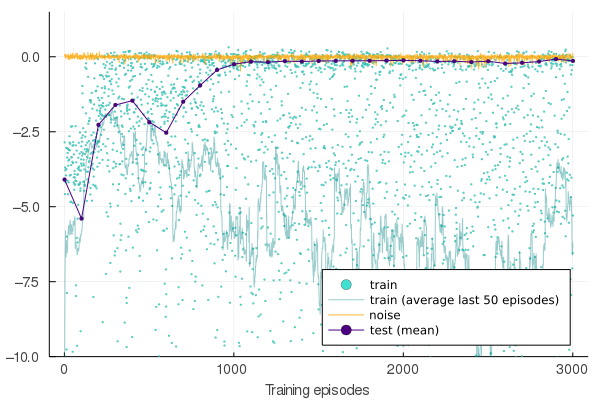 0.0
−2.5
−5.0
−7.5
−10.0
0
1000
2000
3000
Training episodes
train
train (average last 50 episodes)
noise
test (mean)